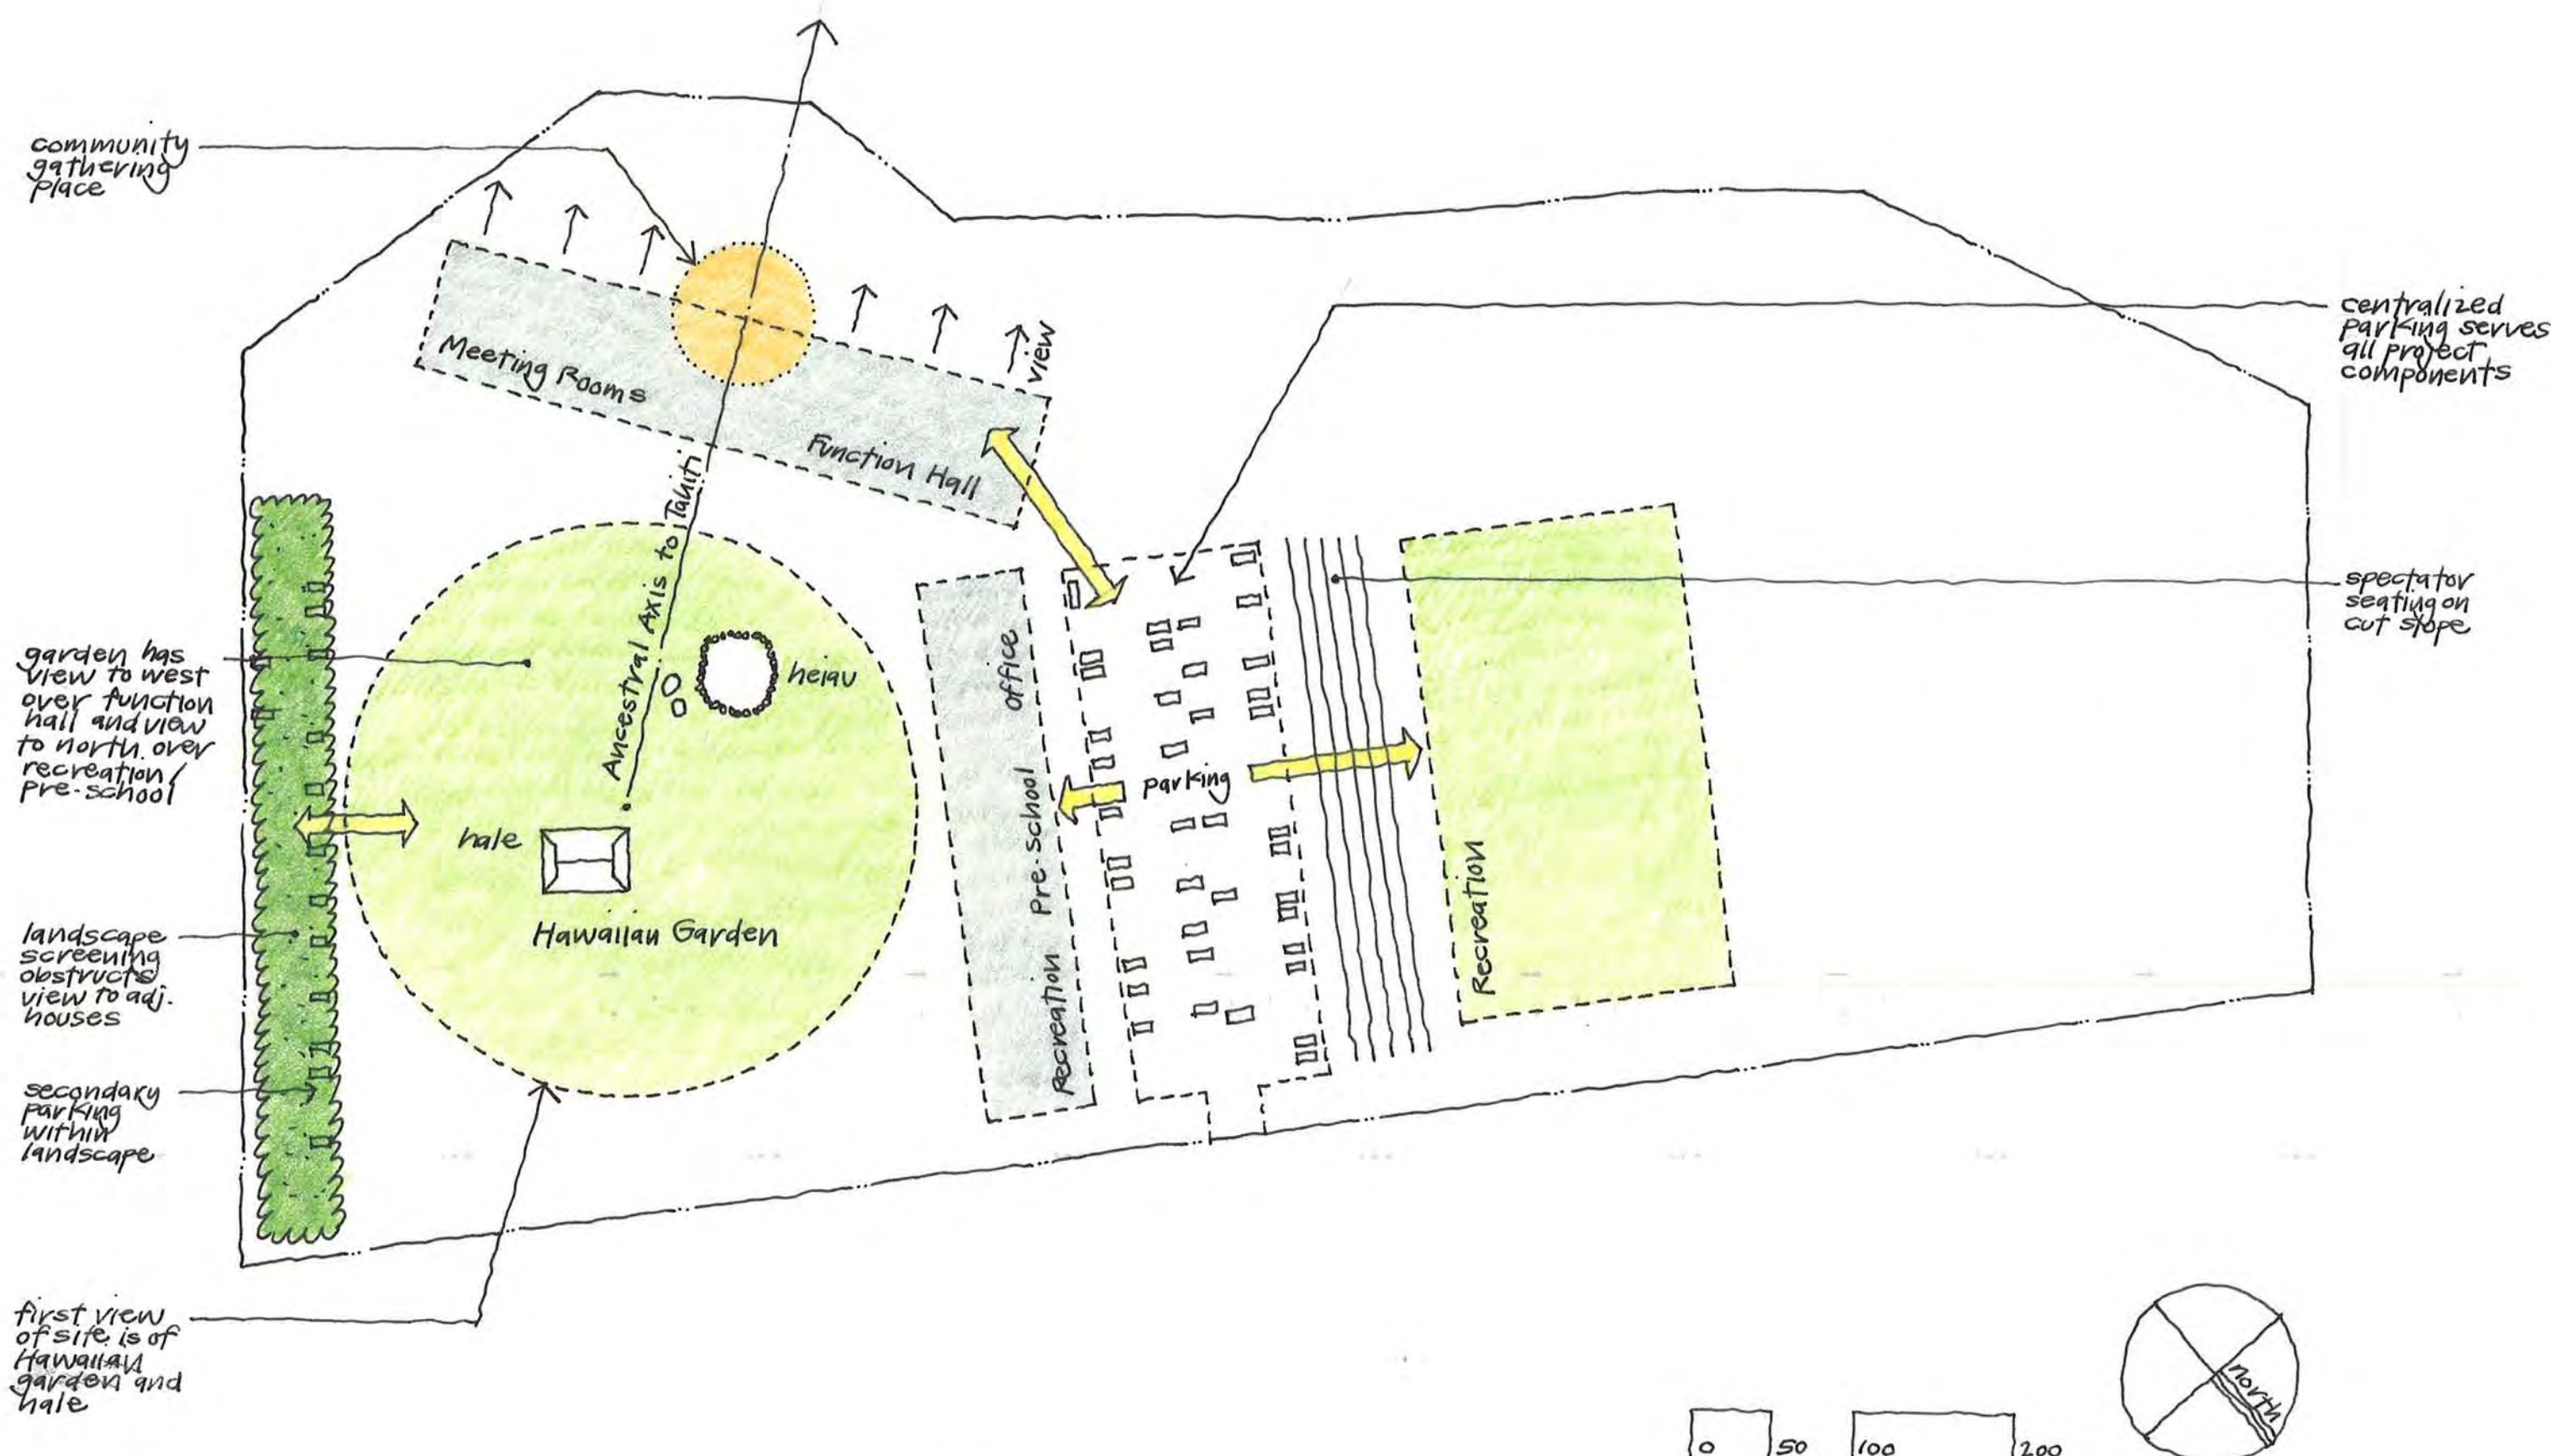 community
gathering
place
view
centralized
parking serves
all project
components
Meeting Rooms
Function Hall
Ancestral Axis to Tahiti
spectator
seating on
cut slope
garden has
view to west
over function
hall and view
to north over
recreation/
pre-school
heiau
office
Pre-school
Recreation
parking
Recreation
hale
Hawaiian Garden
landscape
screening
obstructs
view to adj.
houses
secondary
parking
within
landscape
first view
of site is of
Hawaiian
garden and
hale
north
0 50 100 200